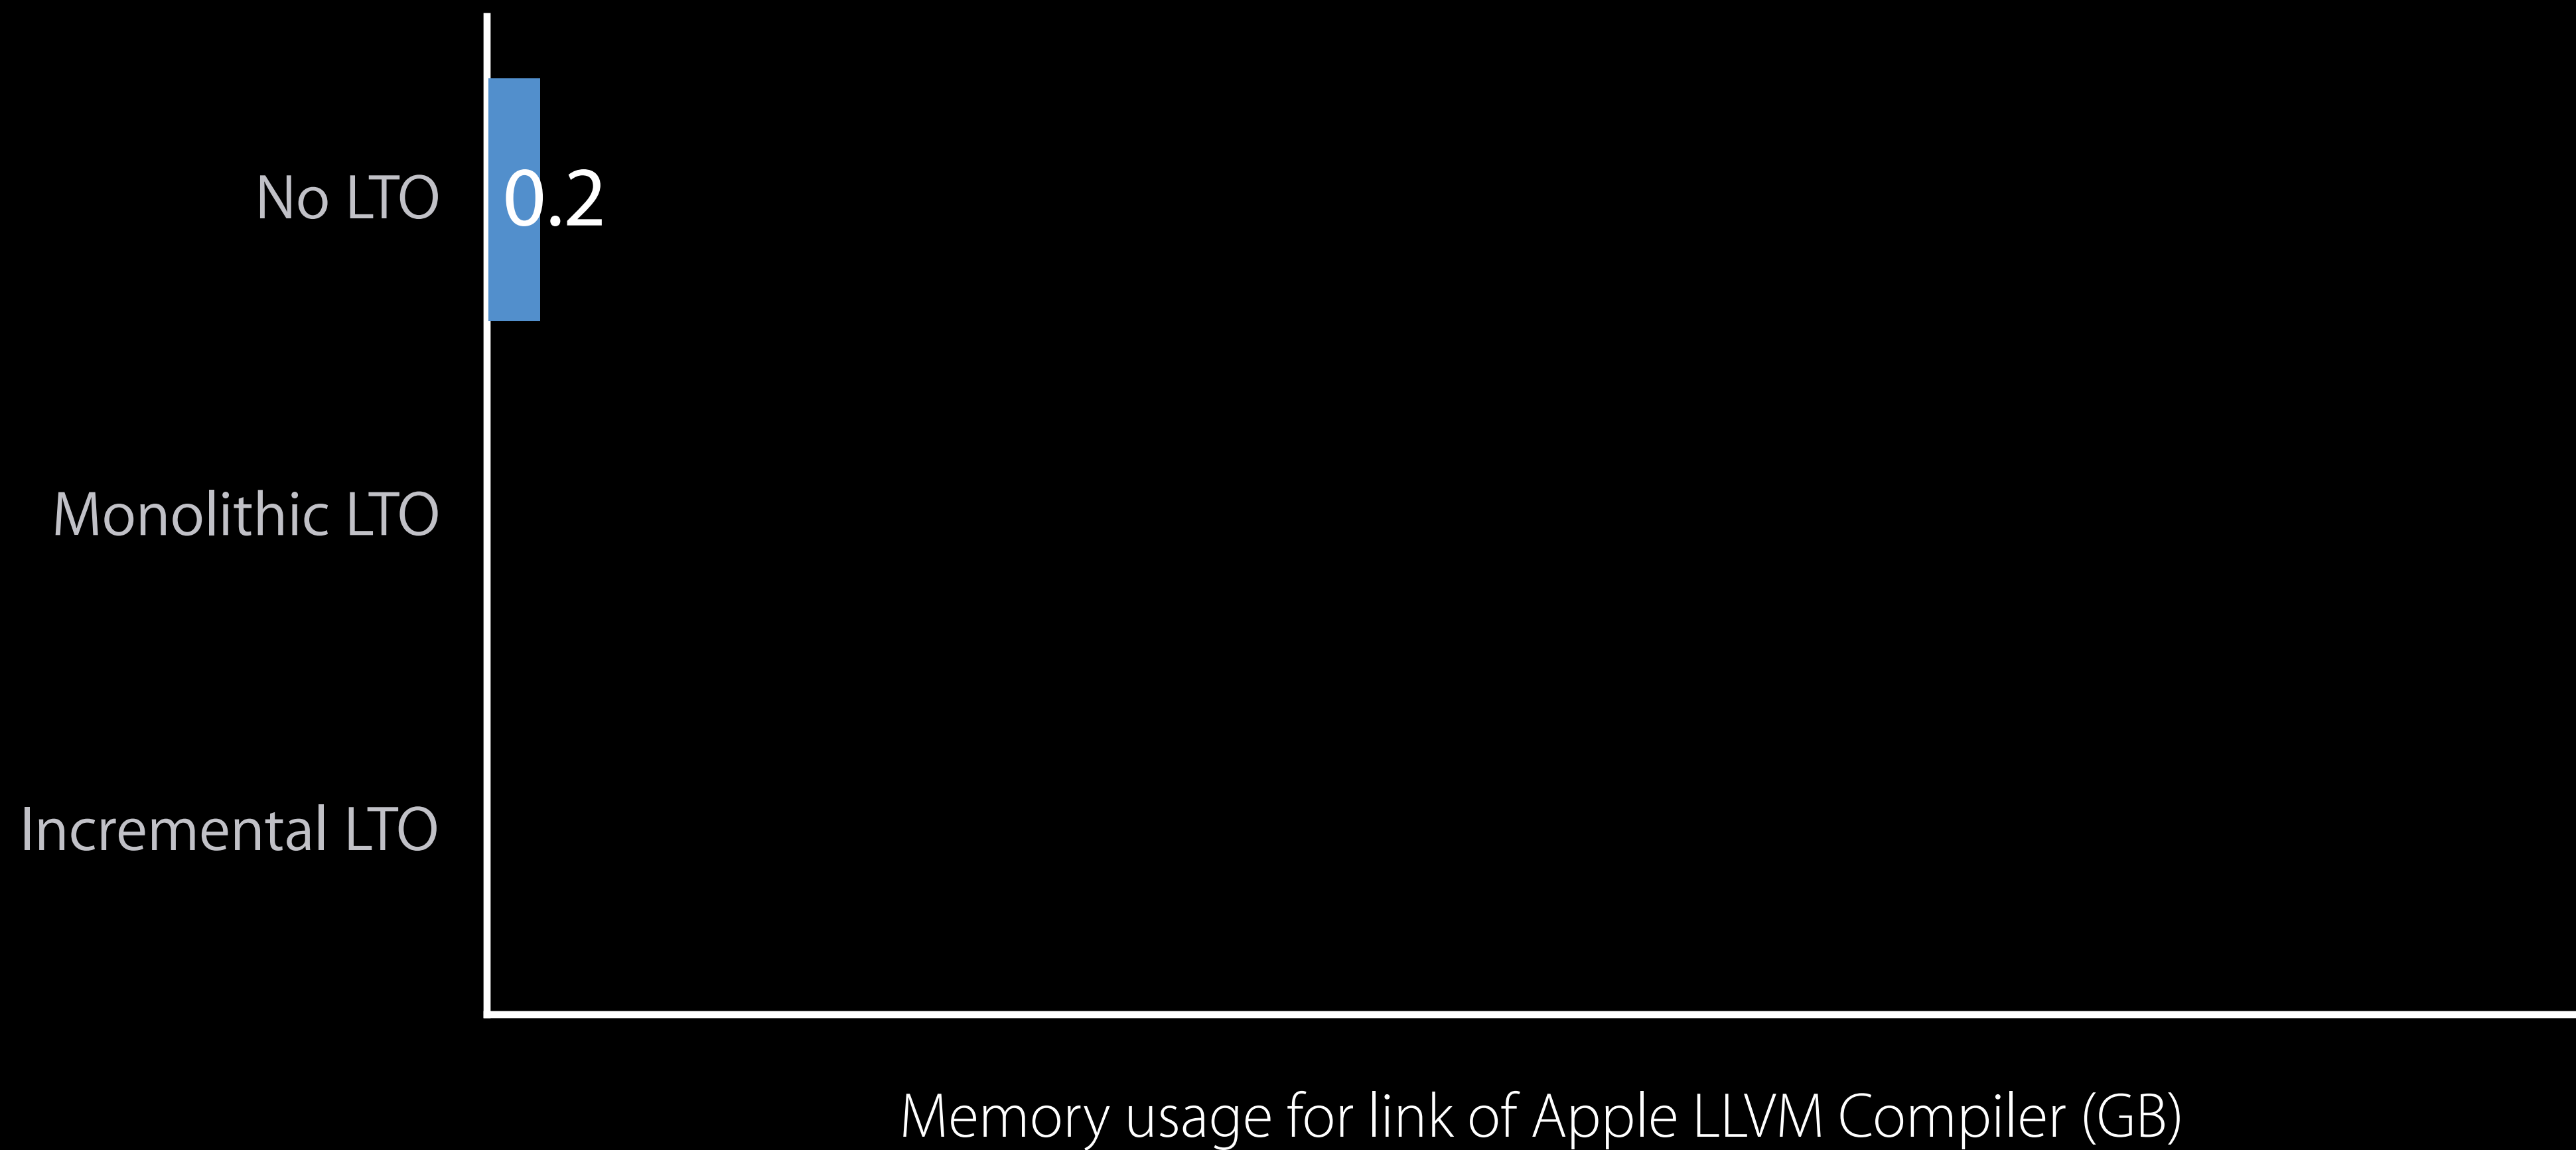 No LTO
0.2
Monolithic LTO
Incremental LTO
Memory usage for link of Apple LLVM Compiler (GB)